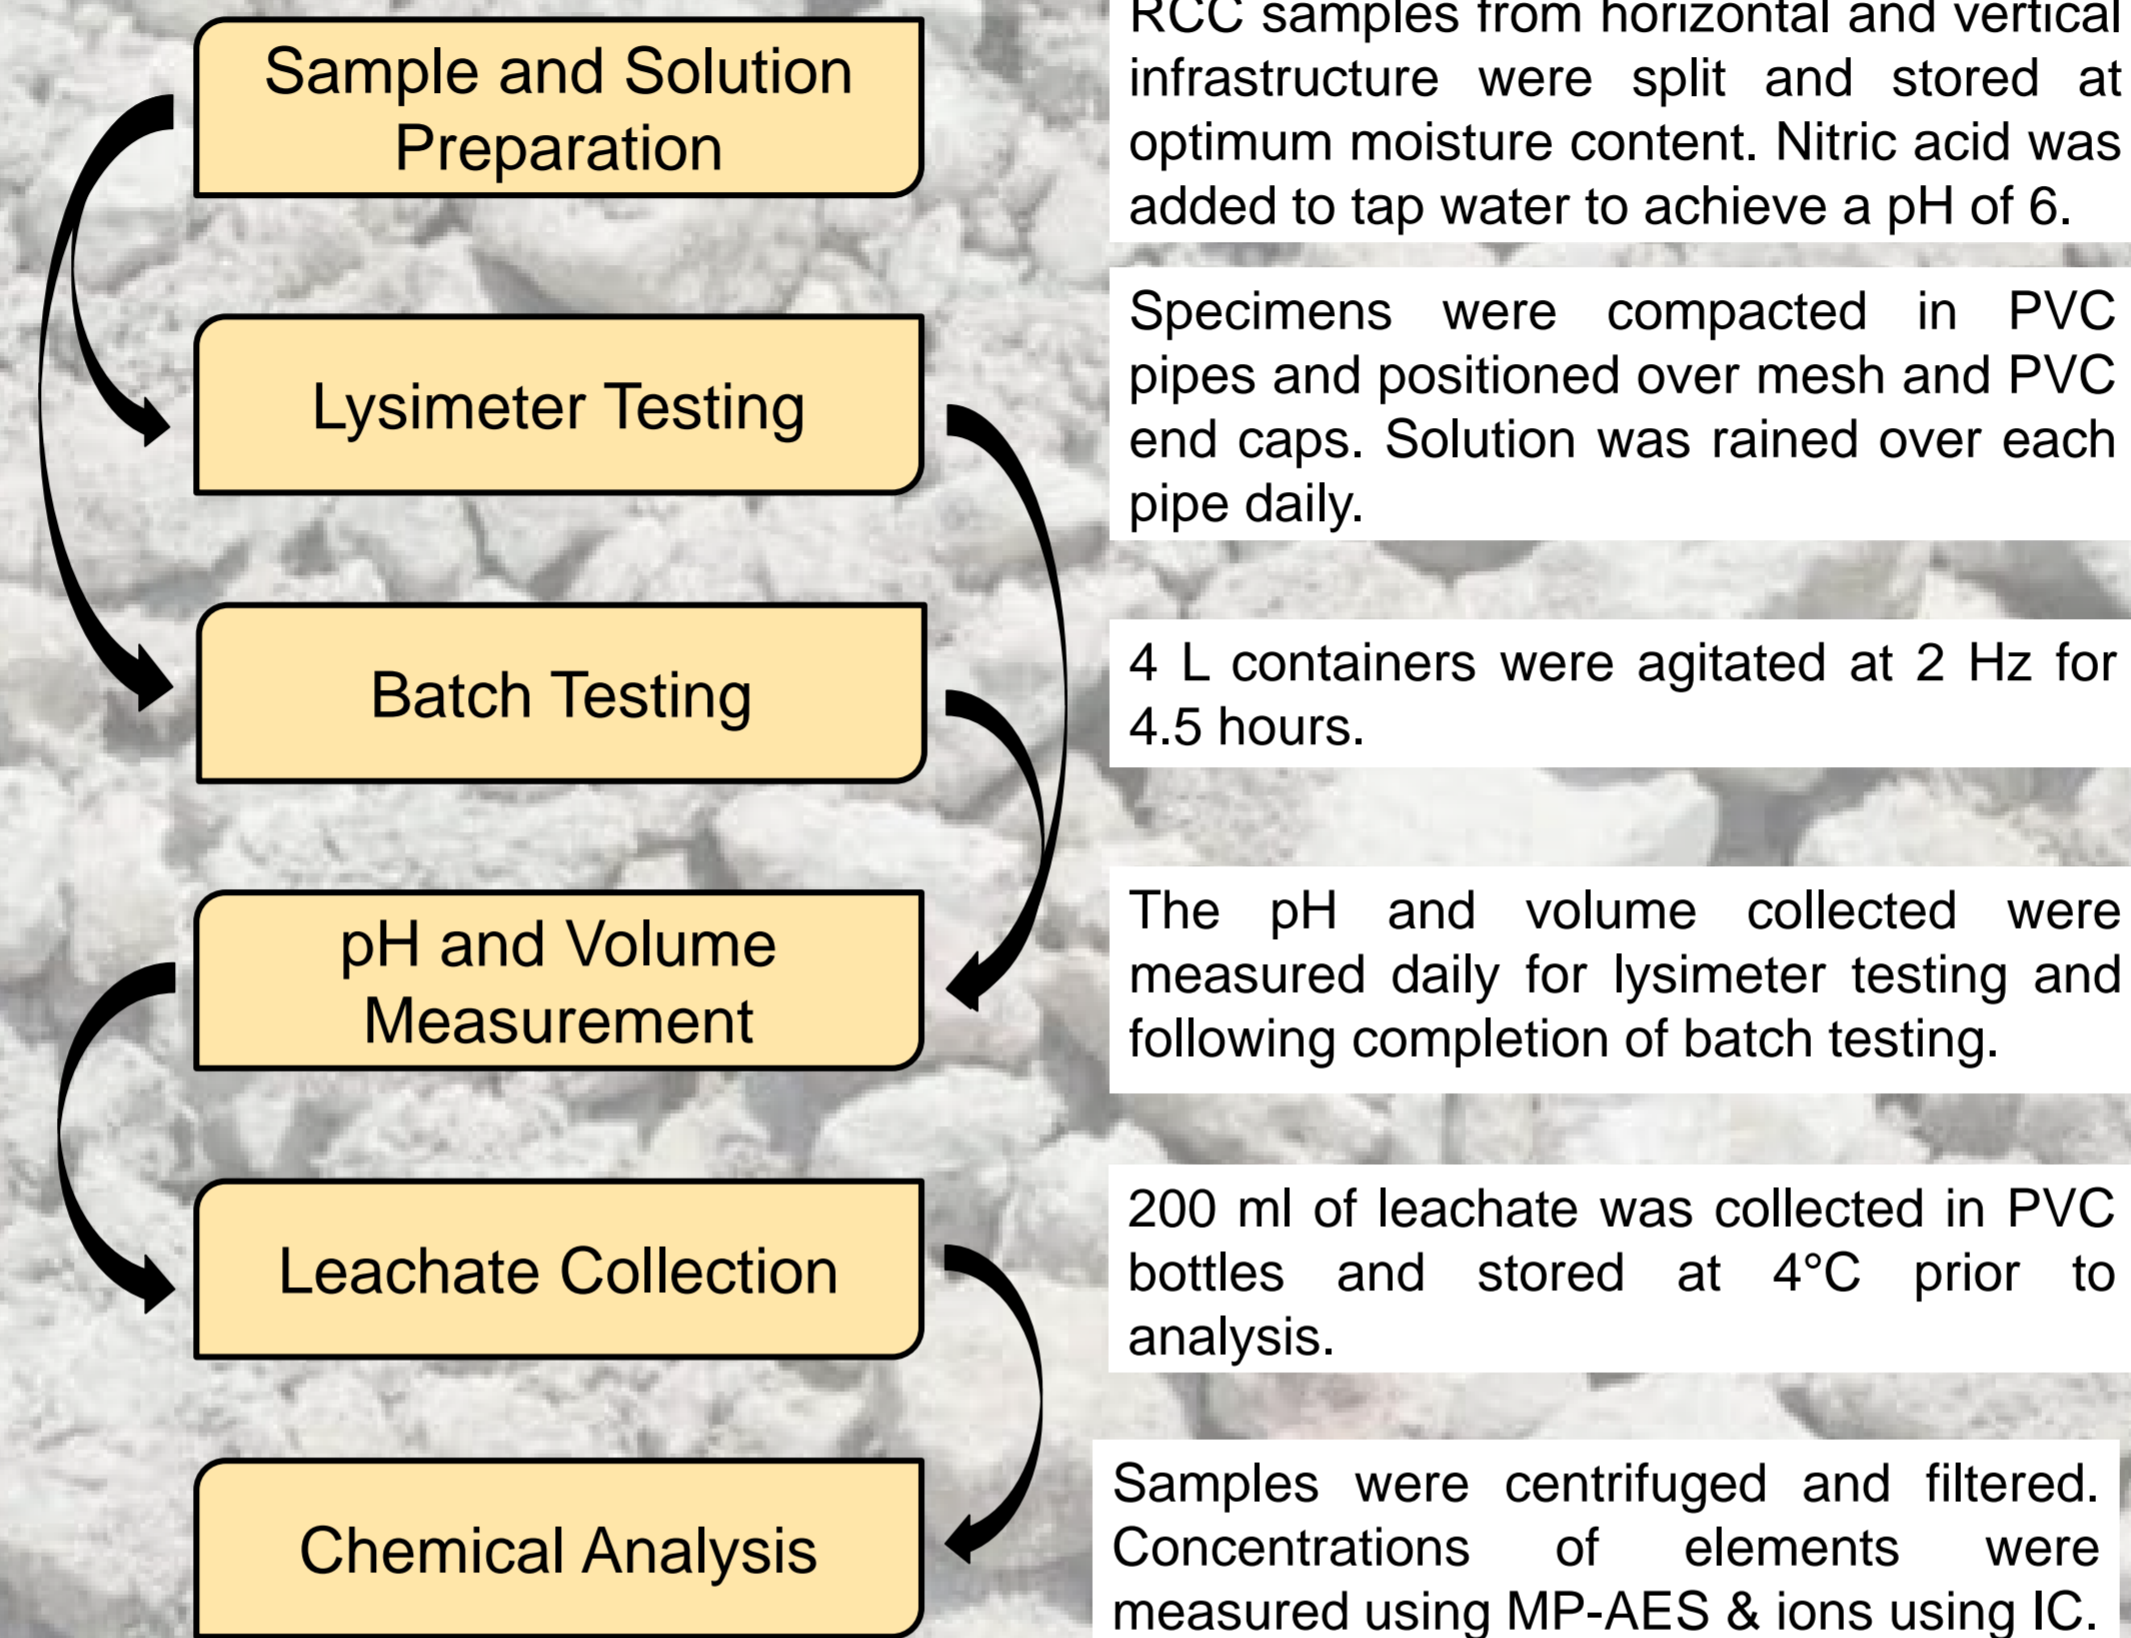 Sample and Solution
Preparation
RCC samples from horizontal and vertical
infrastructure were split and stored at
optimum moisture content. Nitric acid was
added to tap water to achieve a pH of 6.
Lysimeter Testing
Specimens were compacted in PVC
pipes and positioned over mesh and PVC
end caps. Solution was rained over each
pipe daily.
Batch Testing
4 L containers were agitated at 2 Hz for
4.5 hours.
pH and Volume
Measurement
The pH and volume collected were
measured daily for lysimeter testing and
following completion of batch testing.
Leachate Collection
200 ml of leachate was collected in PVC
bottles and stored at 4°C prior to
analysis.
Chemical Analysis
Samples were centrifuged and filtered.
Concentrations of elements were
measured using MP-AES & ions using IC.